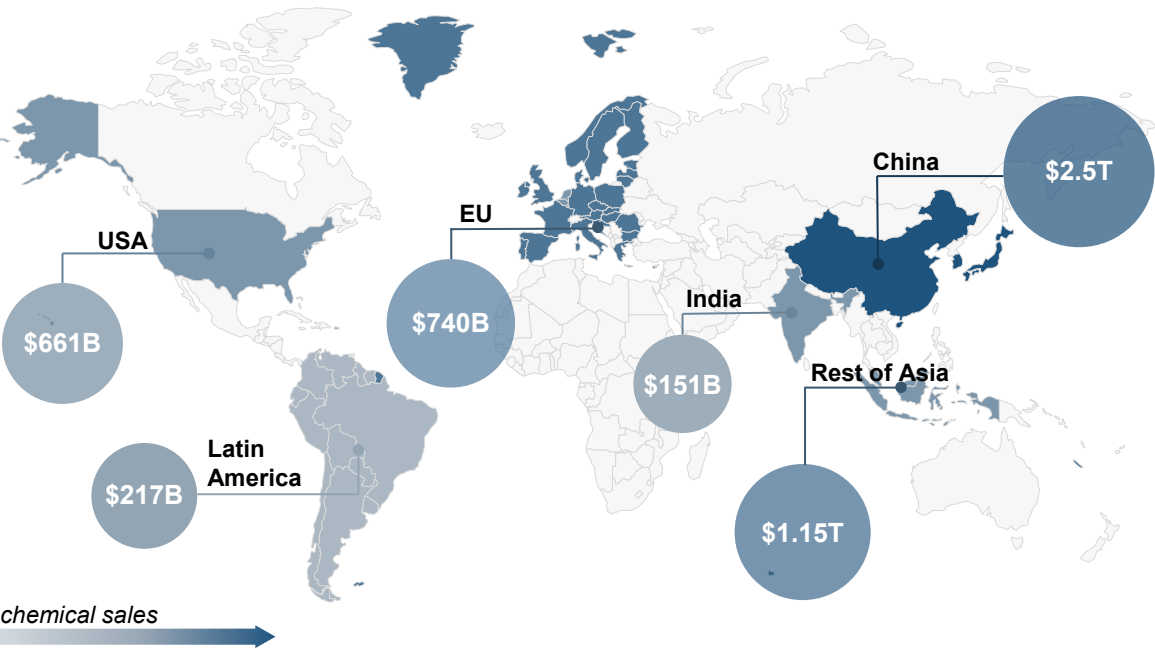 China
$2.5T
EU
USA
India
$740B
$661B
Rest of Asia
$151B
Latin
America
$217B
$1.15T
chemical sales